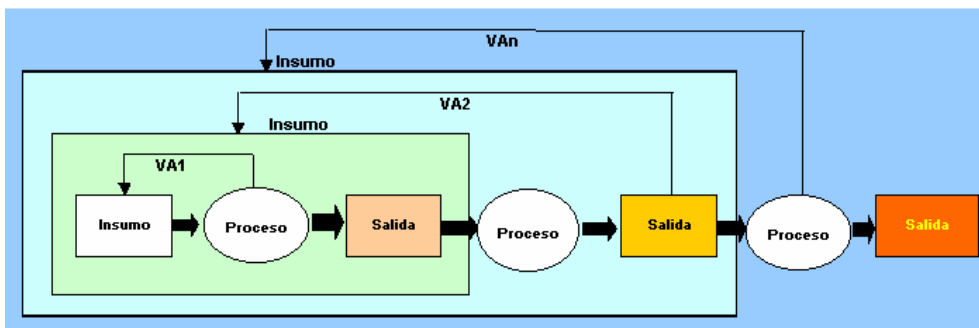 VAn
Insumo
VA2
Insumo
VA1
Insumo
Proceso
Salida
Proceso
Salida
Proceso
Salida